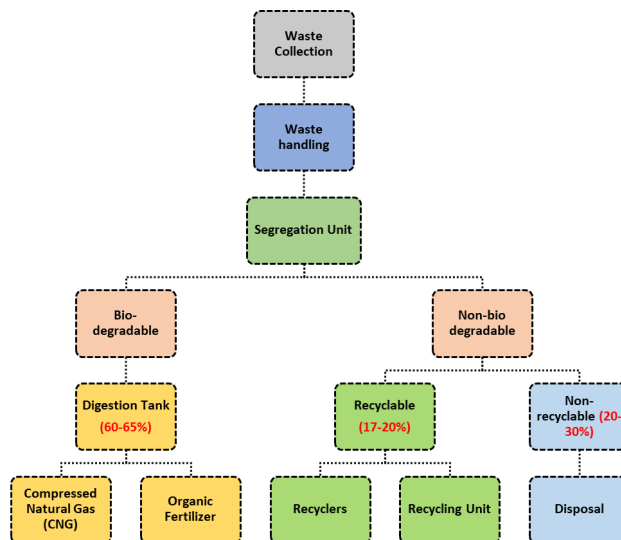 Waste
Collection
Waste
handling
Segregation Unit
Bio-
degradable
Non-bio
degradable
Digestion Tank
(60-65%)
Recyclable
(17-20%)
Non-
recyclable (20-
30%)
Compressed
Natural Gas
(CNG)
Organic
Fertilizer
Recyclers
Recycling Unit
Disposal